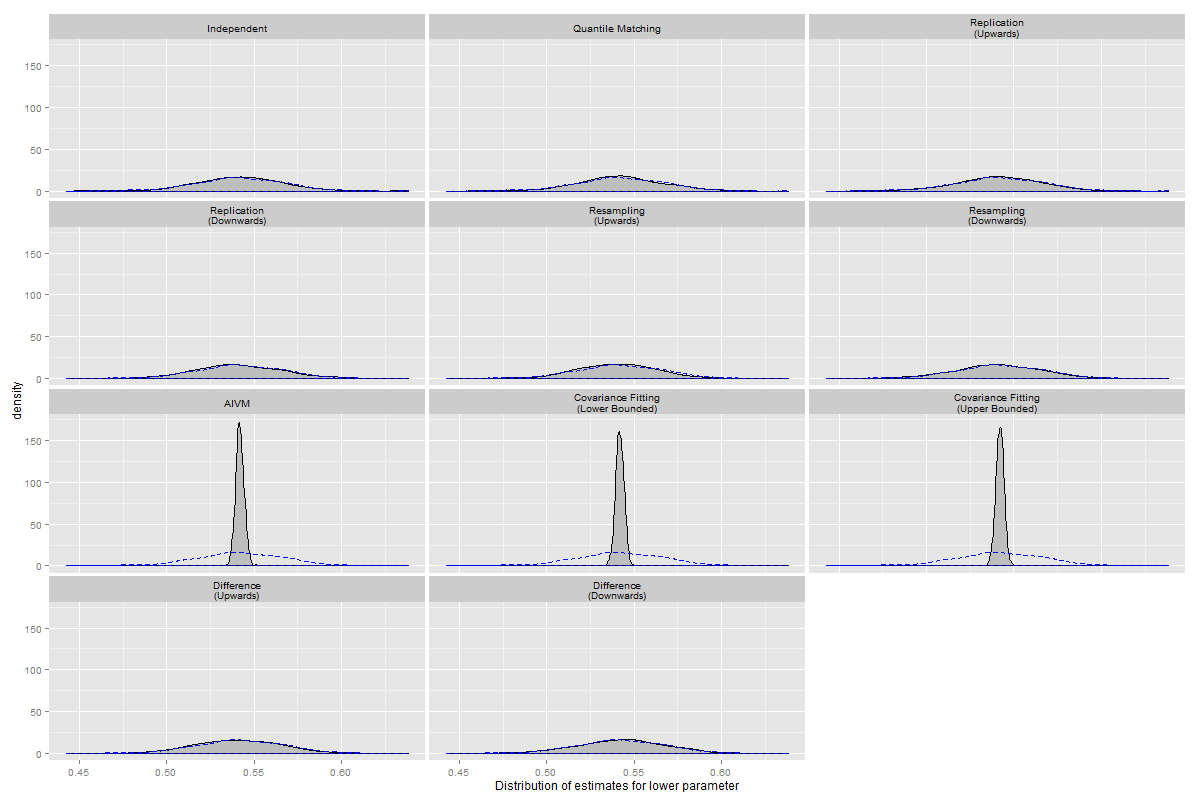 Independent
Quantile Matching
Replication
(Upwards)
150
100
50
0
Replication
(Downwards)
Resampling
(Upwards)
Resampling
(Downwards)
150
100
50
0
AIVM
Covariance Fitting
(Lower Bounded)
Covariance Fitting
(Upper Bounded)
150
100
50
0
Difference
(Upwards)
Difference
(Downwards)
150
100
50
0
0.45 0.50 0.55 0.60
0.45 0.50 0.55 0.60
density
Distribution of estimates for lower parameter